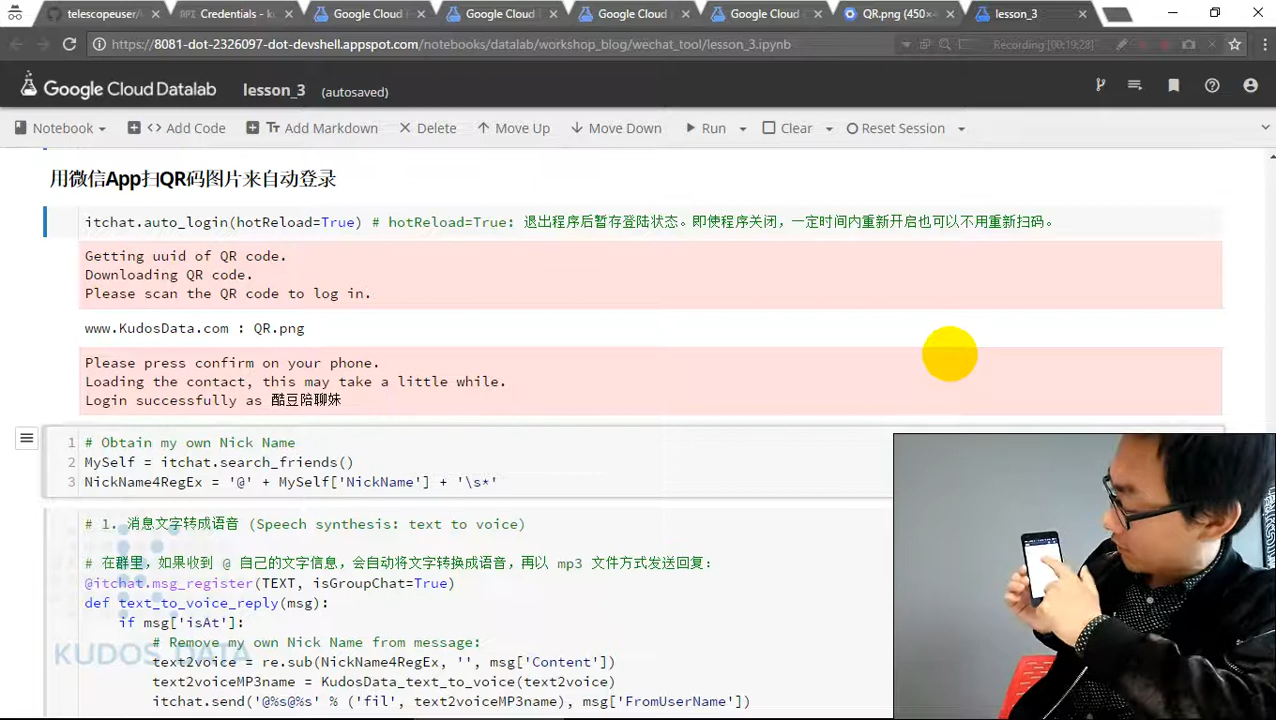 telescopeuser/
API Credentials - k
Google Cloud
Google Cloud
Google Cloud
Google Cloud
QR.png (450×
lesson_3
https://8081-dot-2326097-dot-devshell.appspot.com/notebooks/datalab/workshop_blog/wechat_tool/lesson_3.ipynb
Recording [00:19:28]
Google Cloud Datalab
lesson_3
(autosaved)
Notebook
<> Add Code
Tт Add Markdown
Delete
Move Up
Move Down
Run
Clear
Reset Session
用微信App扫QR码图片来自动登录
itchat.auto_login(hotReload=True) # hotReload=True: 退出程序后暂存登陆状态。即使程序关闭，一定时间内重新开启也可以不用重新扫码。
Getting uuid of QR code.
Downloading QR code.
Please scan the QR code to log in.
www.KudosData.com : QR.png
Please press confirm on your phone.
Loading the contact, this may take a little while.
Login successfully as 酷豆陪聊妹
1 # Obtain my own Nick Name
2 MySelf = itchat.search_friends()
3 NickName4RegEx = '@' + MySelf['NickName'] + '\s*'
# 1. 消息文字转成语音 (Speech synthesis: text to voice)
# 在群里，如果收到 @ 自己的文字信息，会自动将文字转换成语音，再以 mp3 文件方式发送回复：
@itchat.msg_register(TEXT, isGroupChat=True)
def text_to_voice_reply(msg):
if msg['isAt']:
# Remove my own Nick Name from message:
KUDOS DATA
text2voice = re.sub(NickName4RegEx, '', msg['Content'])
text2voiceMP3name = kudosData_text_to_voice(text2voice)
itchat.send('@%s@%s' % ('fil', text2voiceMP3name), msg['FromUserName'])